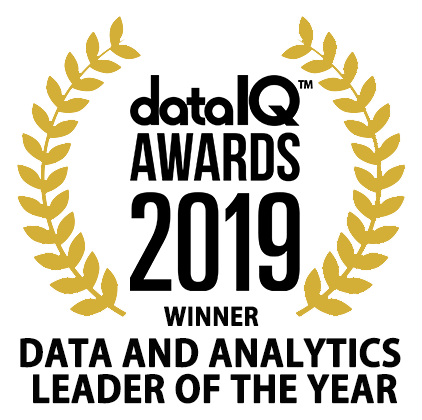 dataIQ™
AWARDS
2019
WINNER
DATA AND ANALYTICS
LEADER OF THE YEAR